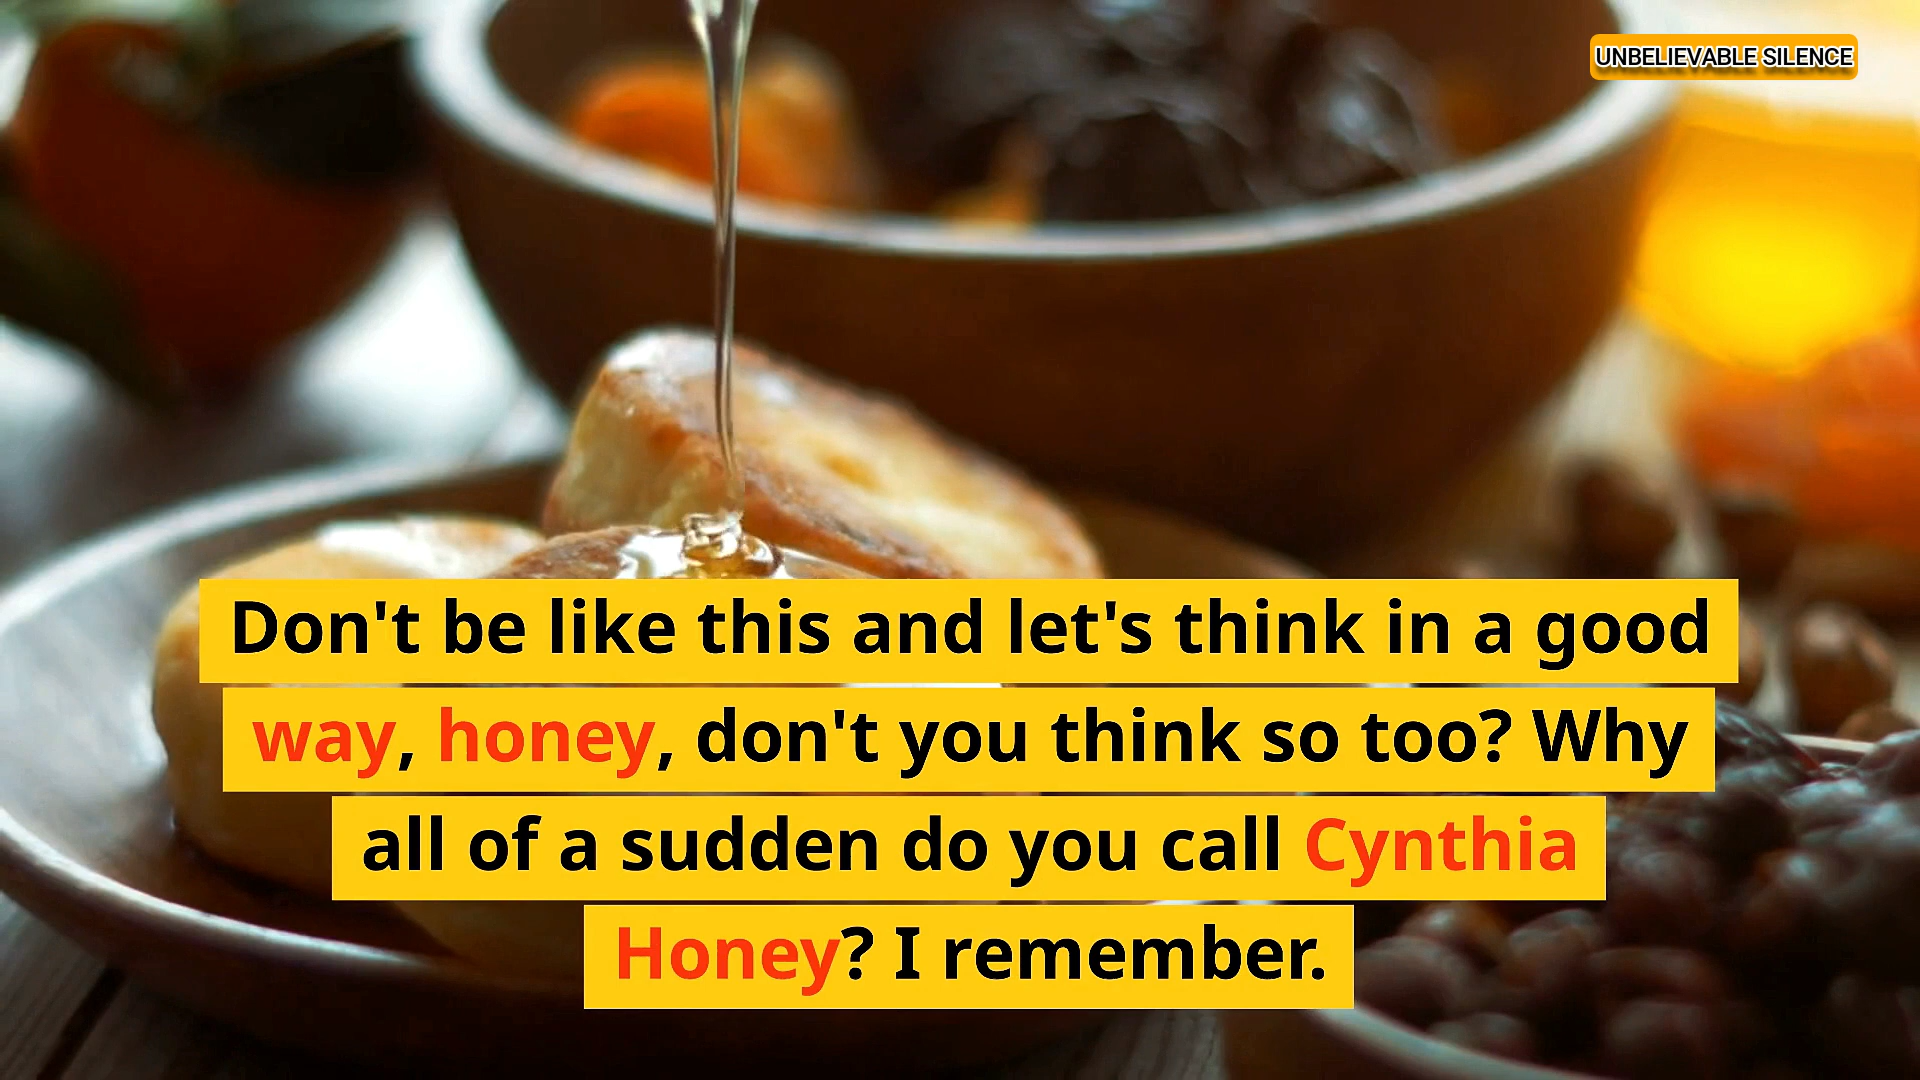 UNBELIEVABLE SILENCE
Don't be like this and let's think in a good
way, honey, don't you think so too? Why
all of a sudden do you call Cynthia
Honey? I remember.